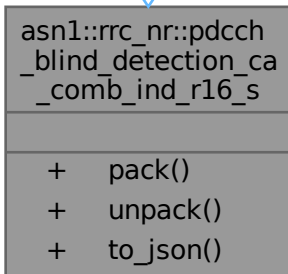 asn1::rrc_nr::pdcch
_blind_detection_ca
_comb_ind_r16_s
+ pack()
+ unpack()
+ to_json()